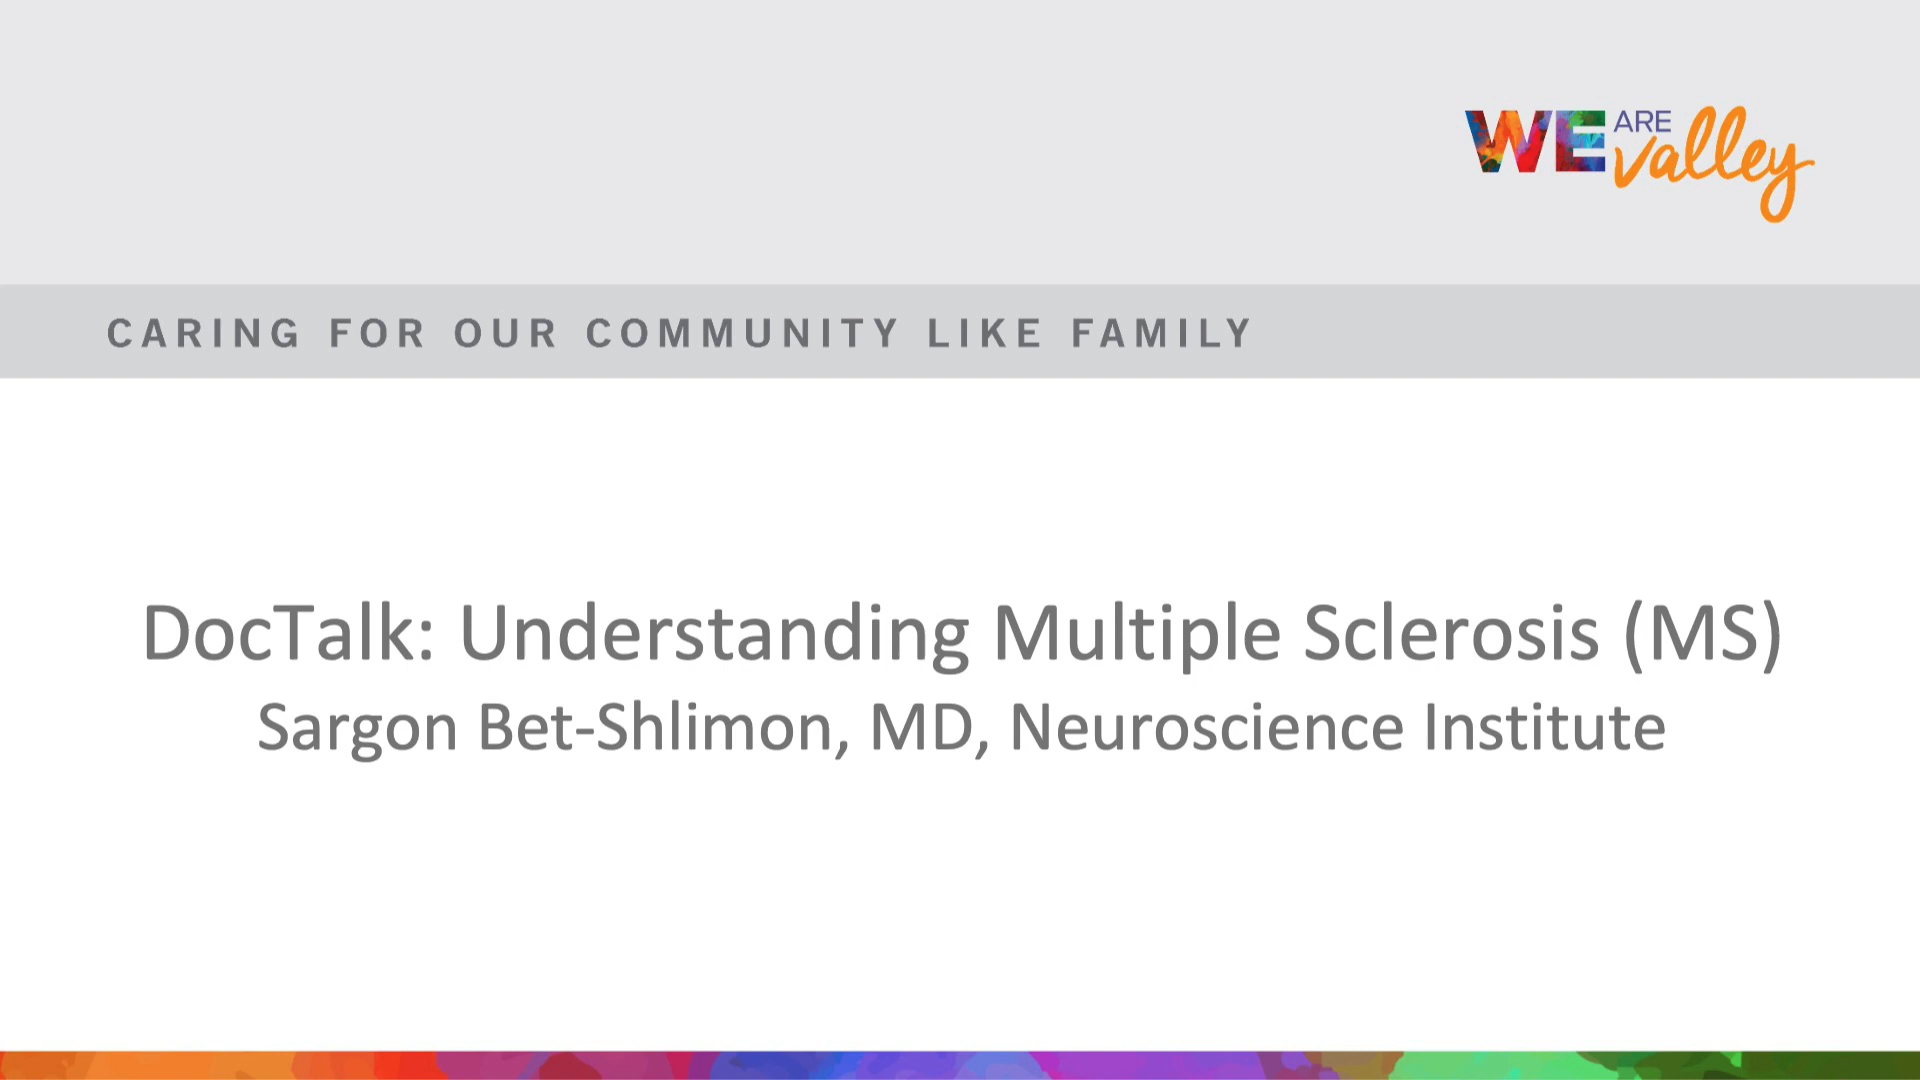 WE ARE valley
CARING FOR OUR COMMUNITY LIKE FAMILY
DocTalk: Understanding Multiple Sclerosis (MS)
Sargon Bet-Shlimon, MD, Neuroscience Institute